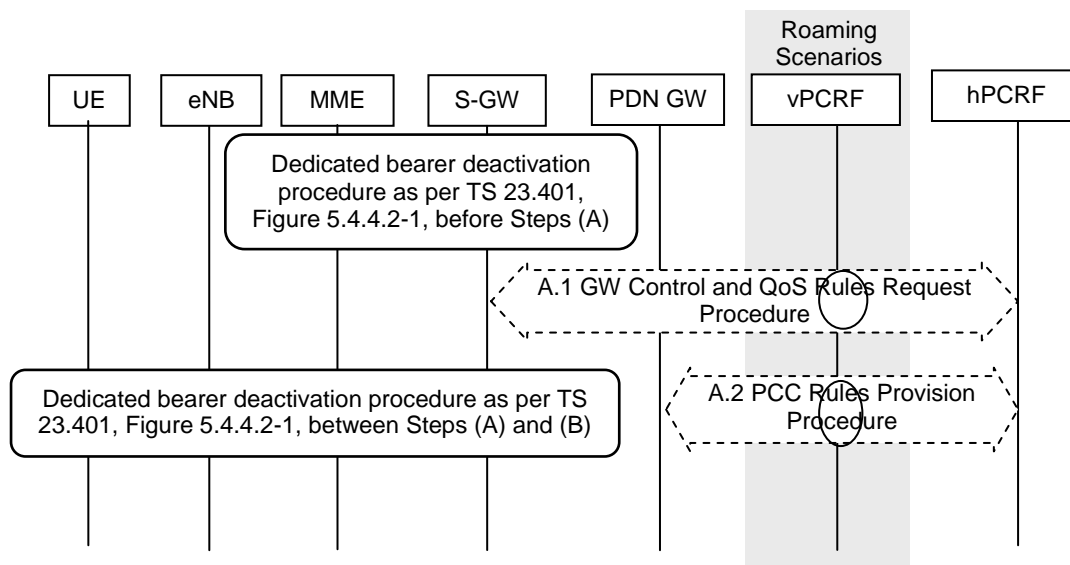 Roaming
Scenarios
UE
eNB
MME
S-GW
PDN GW
vPCRF
hPCRF
Dedicated bearer deactivation
procedure as per TS 23.401,
Figure 5.4.4.2-1, before Steps (A)
A.1 GW Control and QoS Rules Request
Procedure
Dedicated bearer deactivation procedure as per TS
23.401, Figure 5.4.4.2-1, between Steps (A) and (B)
A.2 PCC Rules Provision
Procedure